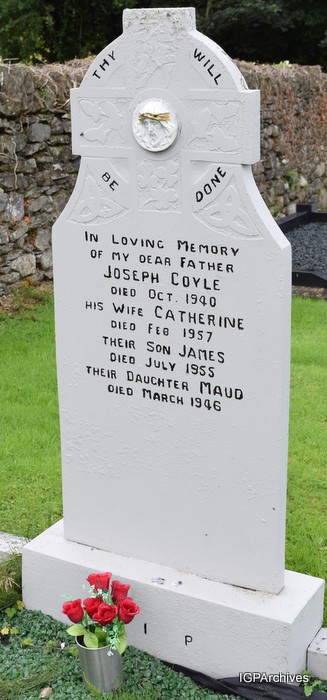 THY WILL
BE DONE
IN LOVING MEMORY
OF MY DEAR FATHER
JOSEPH COYLE
DIED OCT. 1940
HIS WIFE CATHERINE
DIED FEB 1957
THEIR SON JAMES
DIED JULY 1955
THEIR DAUGHTER MAUD
DIED MARCH 1946
I P
IGPArchives